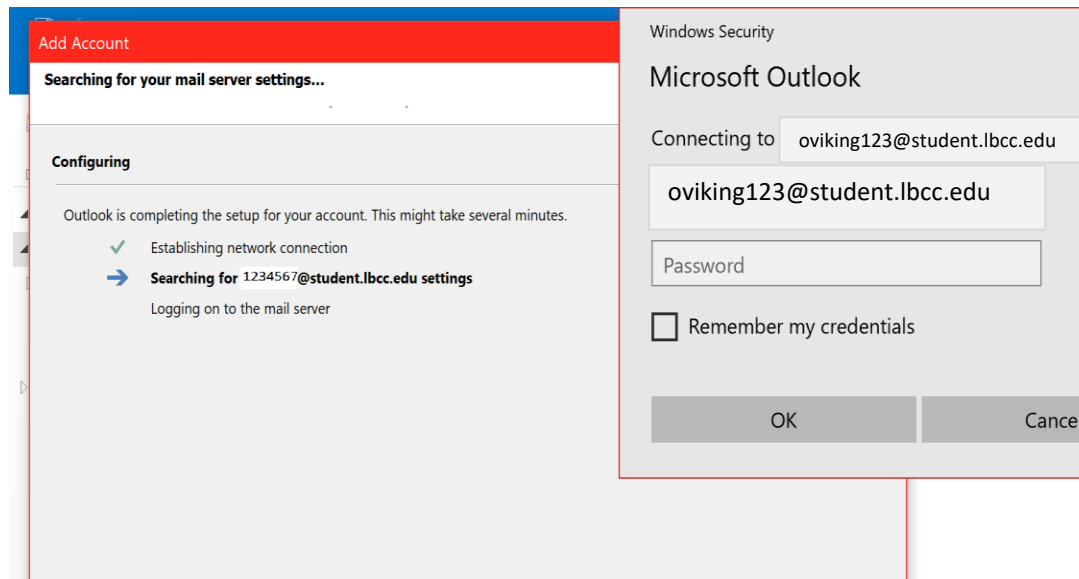 Add Account
Searching for your mail server settings...
Configuring
Outlook is completing the setup for your account. This might take several minutes.
Establishing network connection
Searching for 1234567@student.lbcc.edu settings
Logging on to the mail server
Windows Security
Microsoft Outlook
Connecting to oviking123@student.lbcc.edu
oviking123@student.lbcc.edu
Password
Remember my credentials
OK
Cance